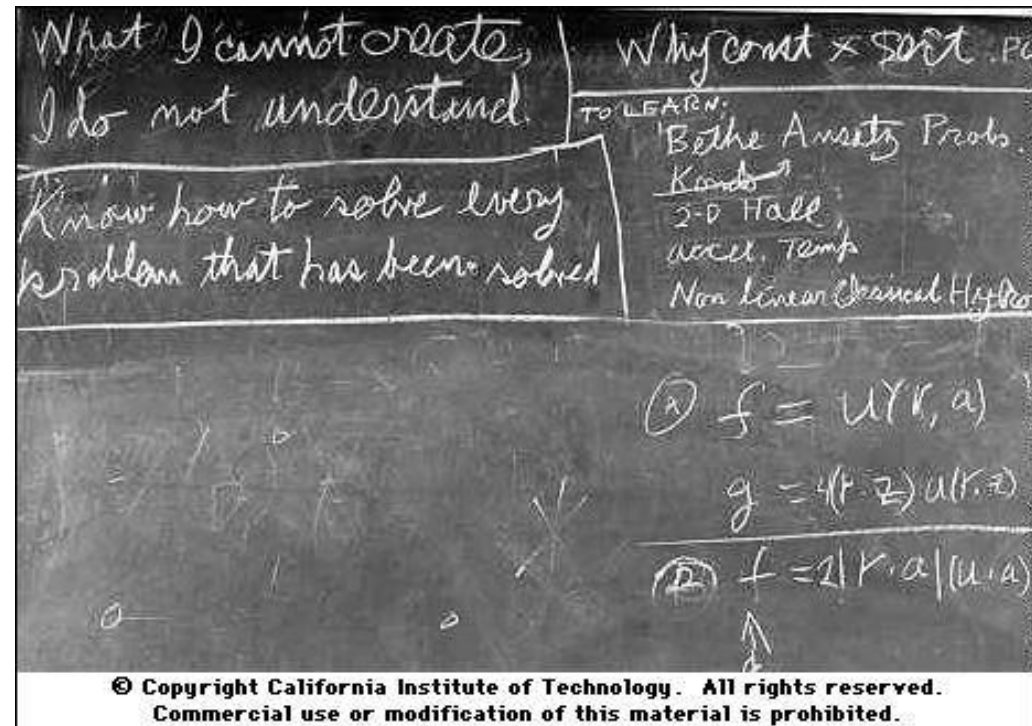 What I cannot create,
I do not understand.
Know how to solve every
problem that has been solved
Why const × sort . Po
TO LEARN:
Bethe Ansatz Probs.
Kondo
2-D Hall
accel. Temp
Non Linear Classical Hydro
f = U(r, a)
g = 4(r·z) u(r·z)
f = 2|r·a|(u·a)
© Copyright California Institute of Technology. All rights reserved.
Commercial use or modification of this material is prohibited.